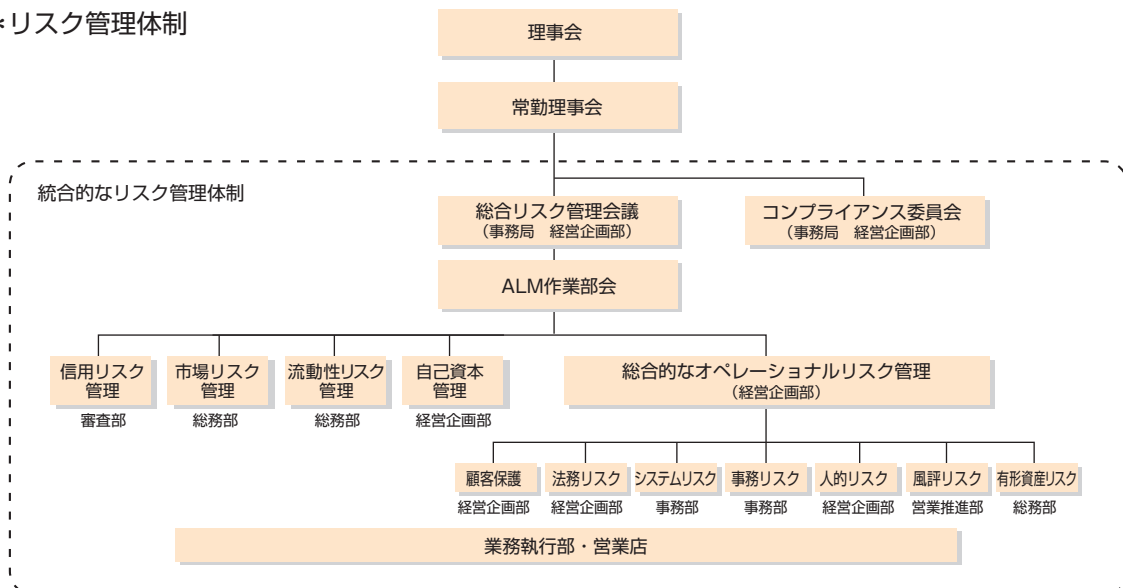 *リスク管理体制
理事会
常勤理事会
統合的なリスク管理体制
総合リスク管理会議
(事務局 経営企画部)
コンプライアンス委員会
(事務局 経営企画部)
ALM作業部会
信用リスク
管理
審査部
市場リスク
管理
総務部
流動性リスク
管理
総務部
自己資本
管理
経営企画部
総合的なオペレーショナルリスク管理
(経営企画部)
顧客保護
経営企画部
法務リスク
経営企画部
システムリスク
事務部
事務リスク
事務部
人的リスク
経営企画部
風評リスク
営業推進部
有形資産リスク
総務部
業務執行部・営業店